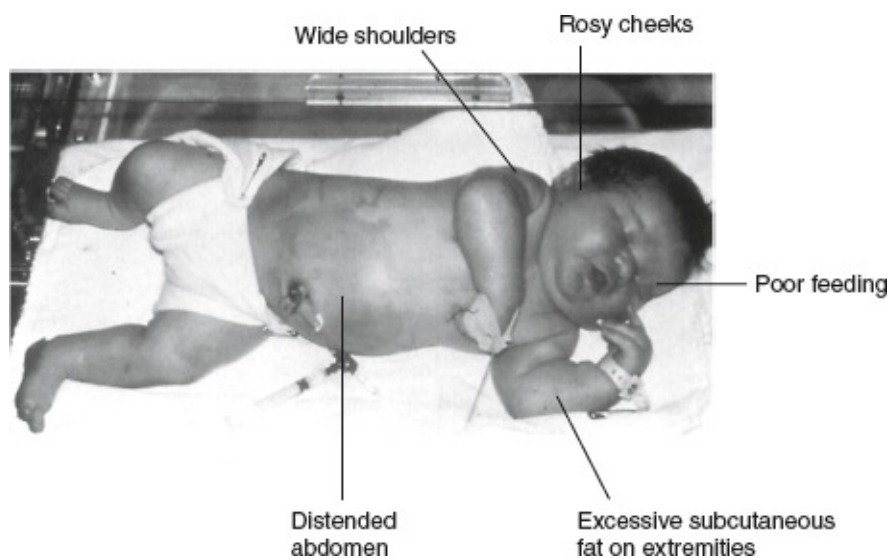 Wide shoulders
Rosy cheeks
Poor feeding
Distended
abdomen
Excessive subcutaneous
fat on extremities